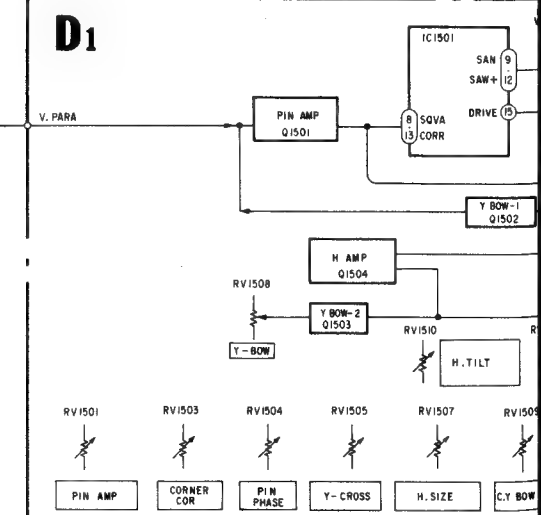 D1
IC1501
SAN 9
SAW+ 12
V. PARA
PIN AMP
Q1501
8 SQVA
13 CORR
DRIVE 15
Y BOW-1
Q1502
H AMP
Q1504
RV1508
Y BOW-2
Q1503
Y-BOW
RV1510
H.TILT
RV1501
RV1503
RV1504
RV1505
RV1507
RV1509
PIN AMP
CORNER
COR
PIN
PHASE
Y-CROSS
H.SIZE
C.Y BOW